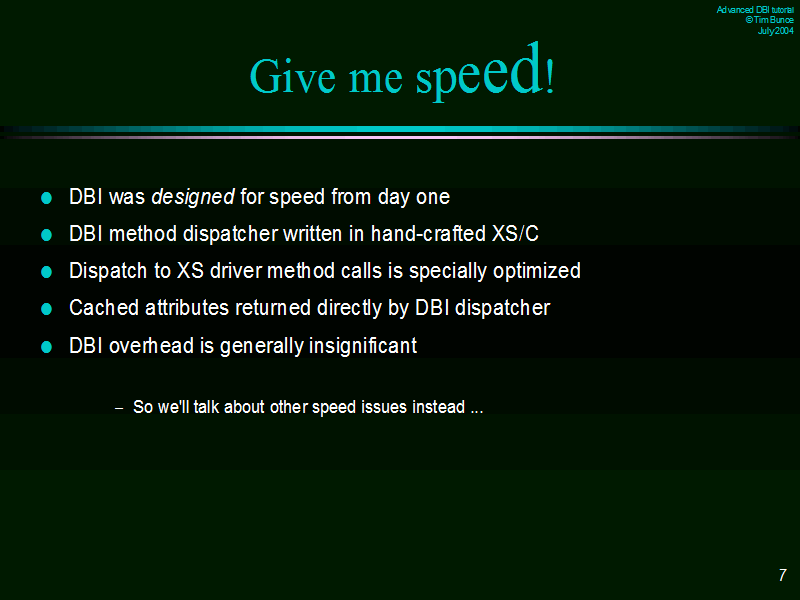 Advanced DBI tutorial
© Tim Bunce
July 2004
Give me speed!
DBI was designed for speed from day one
DBI method dispatcher written in hand-crafted XS/C
Dispatch to XS driver method calls is specially optimized
Cached attributes returned directly by DBI dispatcher
DBI overhead is generally insignificant
– So we'll talk about other speed issues instead ...
7